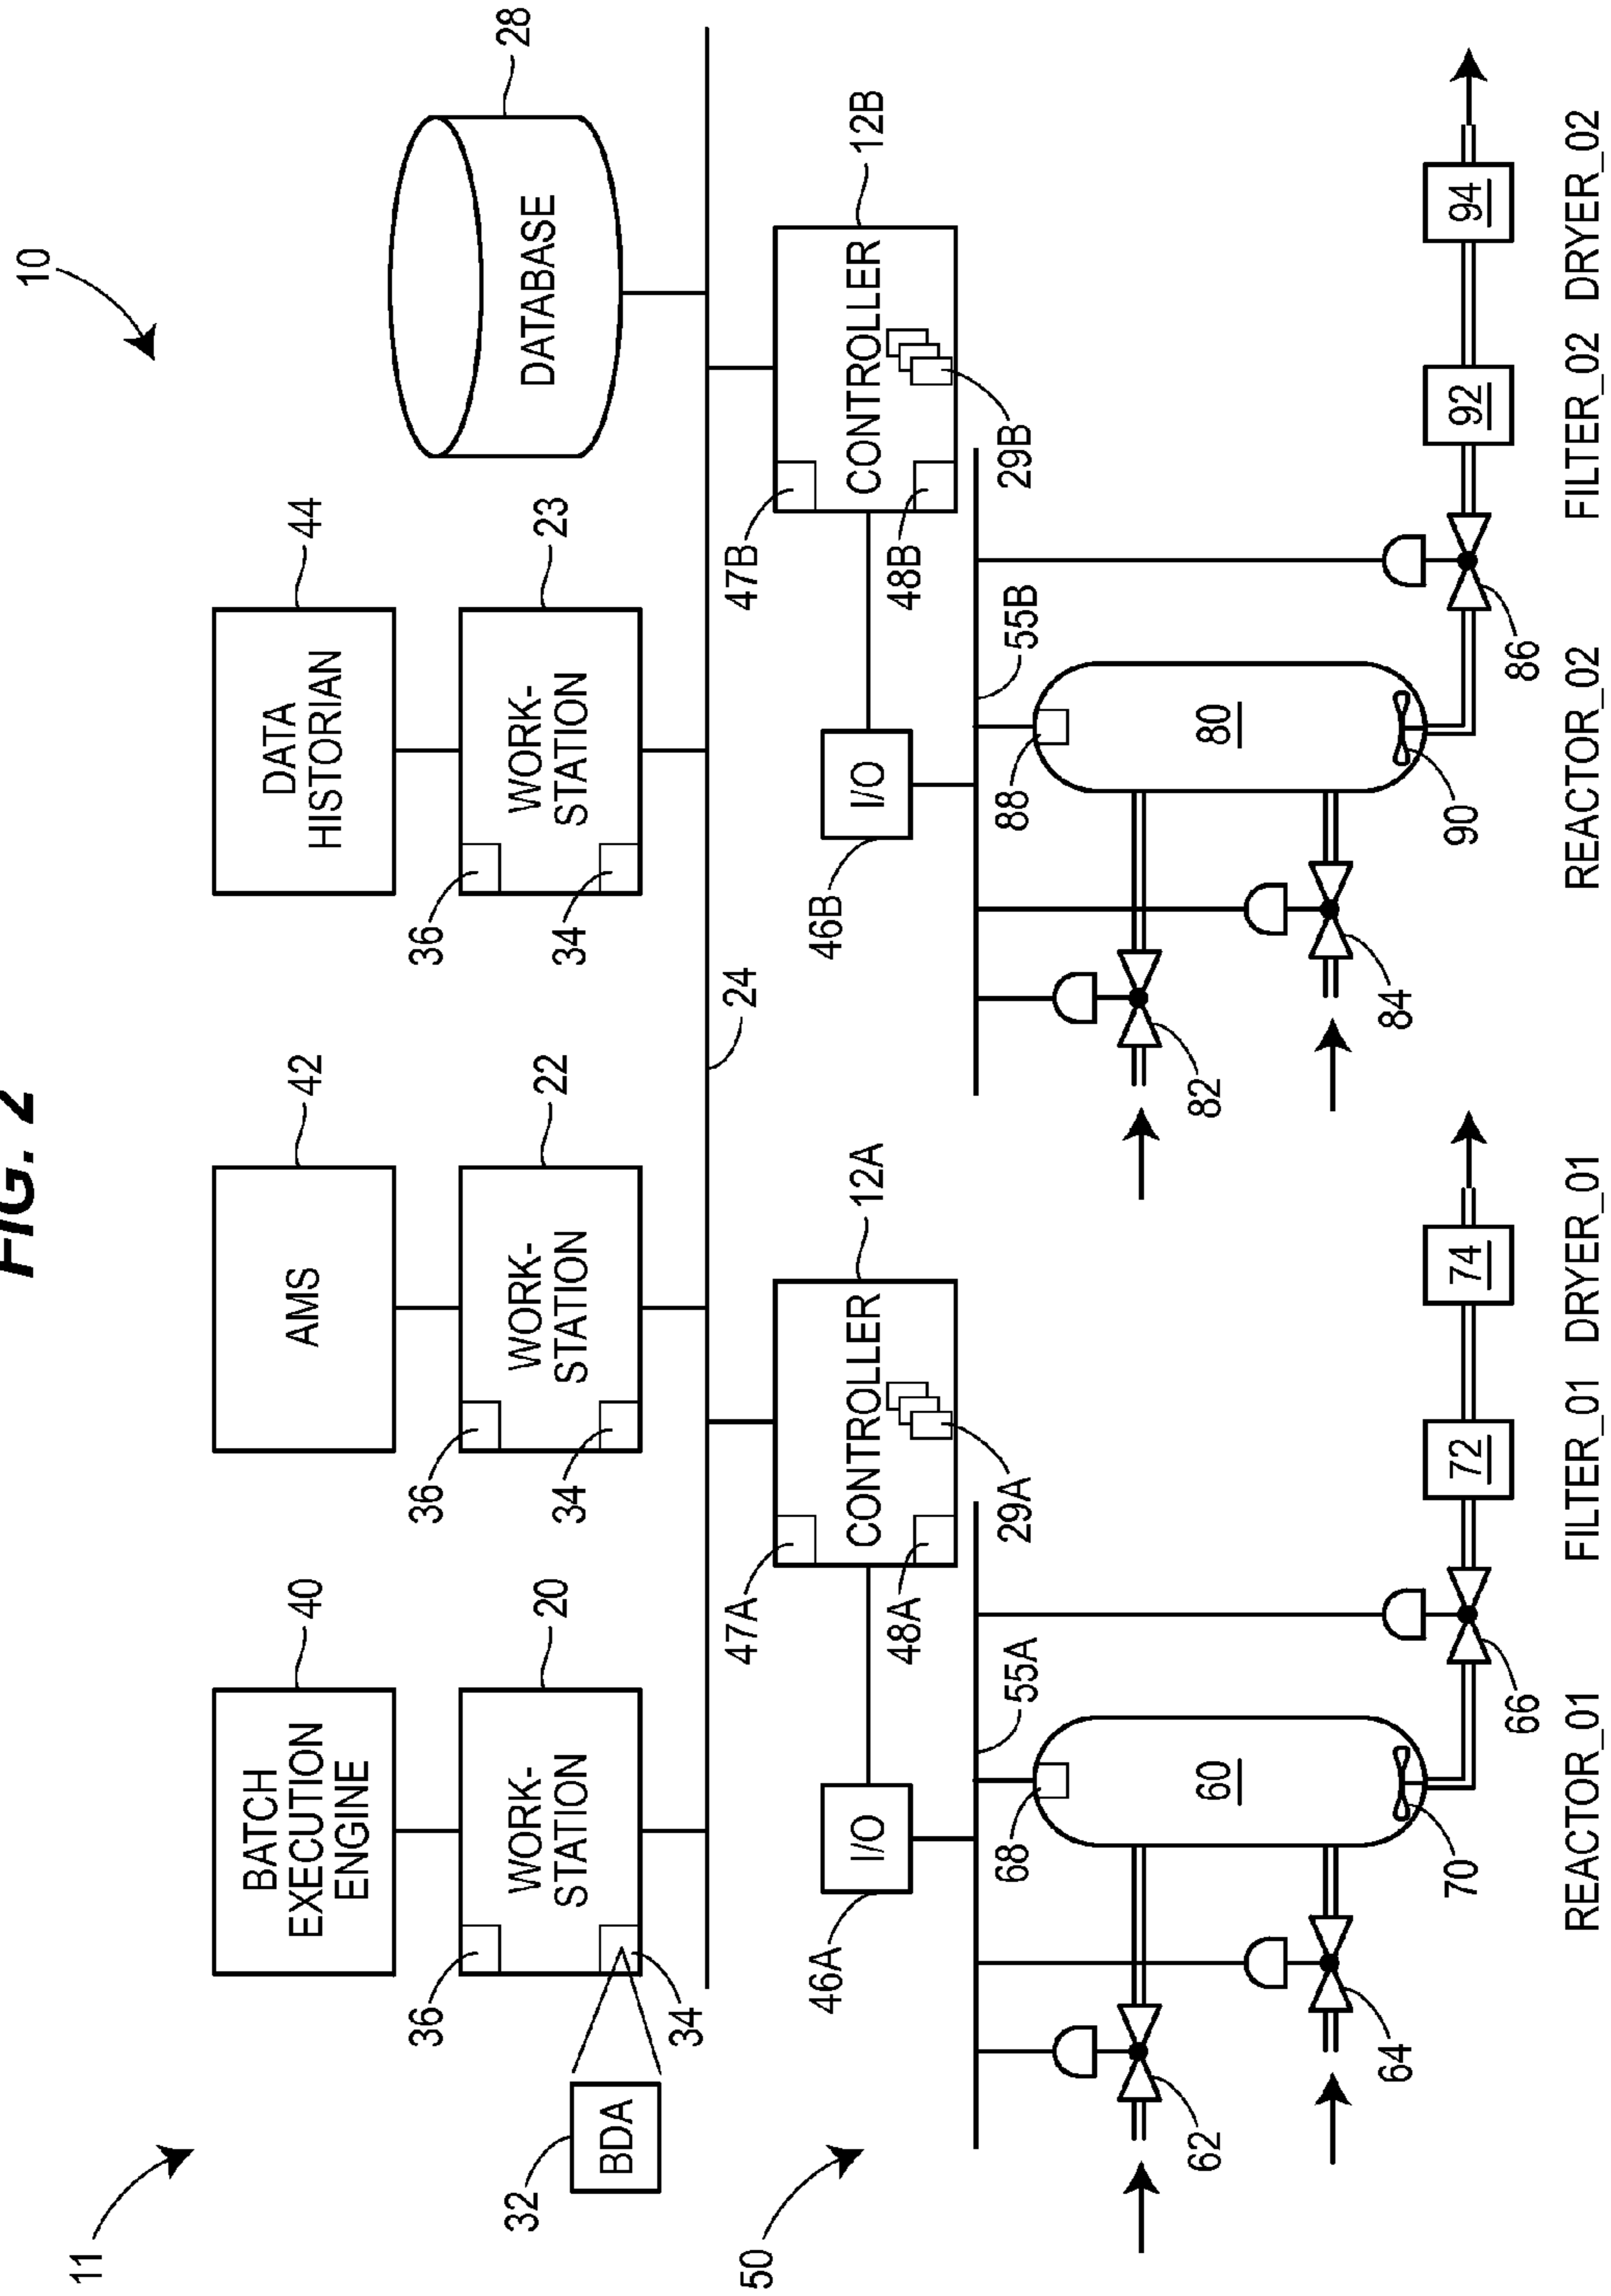 FIG. 2
10
11
BATCH
EXECUTION
ENGINE
40
AMS
42
DATA
HISTORIAN
44
DATABASE
28
36
WORK-
STATION
20
34
32
BDA
36
WORK-
STATION
22
34
36
WORK-
STATION
23
34
24
50
47A
CONTROLLER
12A
48A
29A
I/O
46A
55A
47B
CONTROLLER
12B
48B
29B
I/O
46B
55B
68
60
62
64
70
66
72
74
88
80
82
84
90
86
92
94
REACTOR_01
FILTER_01
DRYER_01
REACTOR_02
FILTER_02
DRYER_02